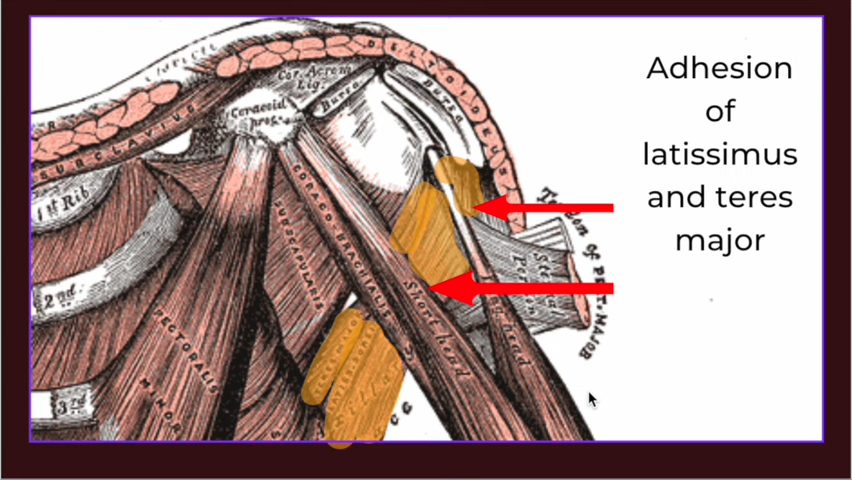 Adhesion
of
latissimus
and teres
major
DELTOIDEUS
Cor. Acrom.
Lig.
Bursa
Bursa
Coracoid
proc.
SUBCLAVIUS
1st Rib
2nd
3rd
CORACO-BRACHIALIS
SUBSCAPULARIS
PECTORALIS
MINOR
Short head
head
Tendon of PECT. MAJOR